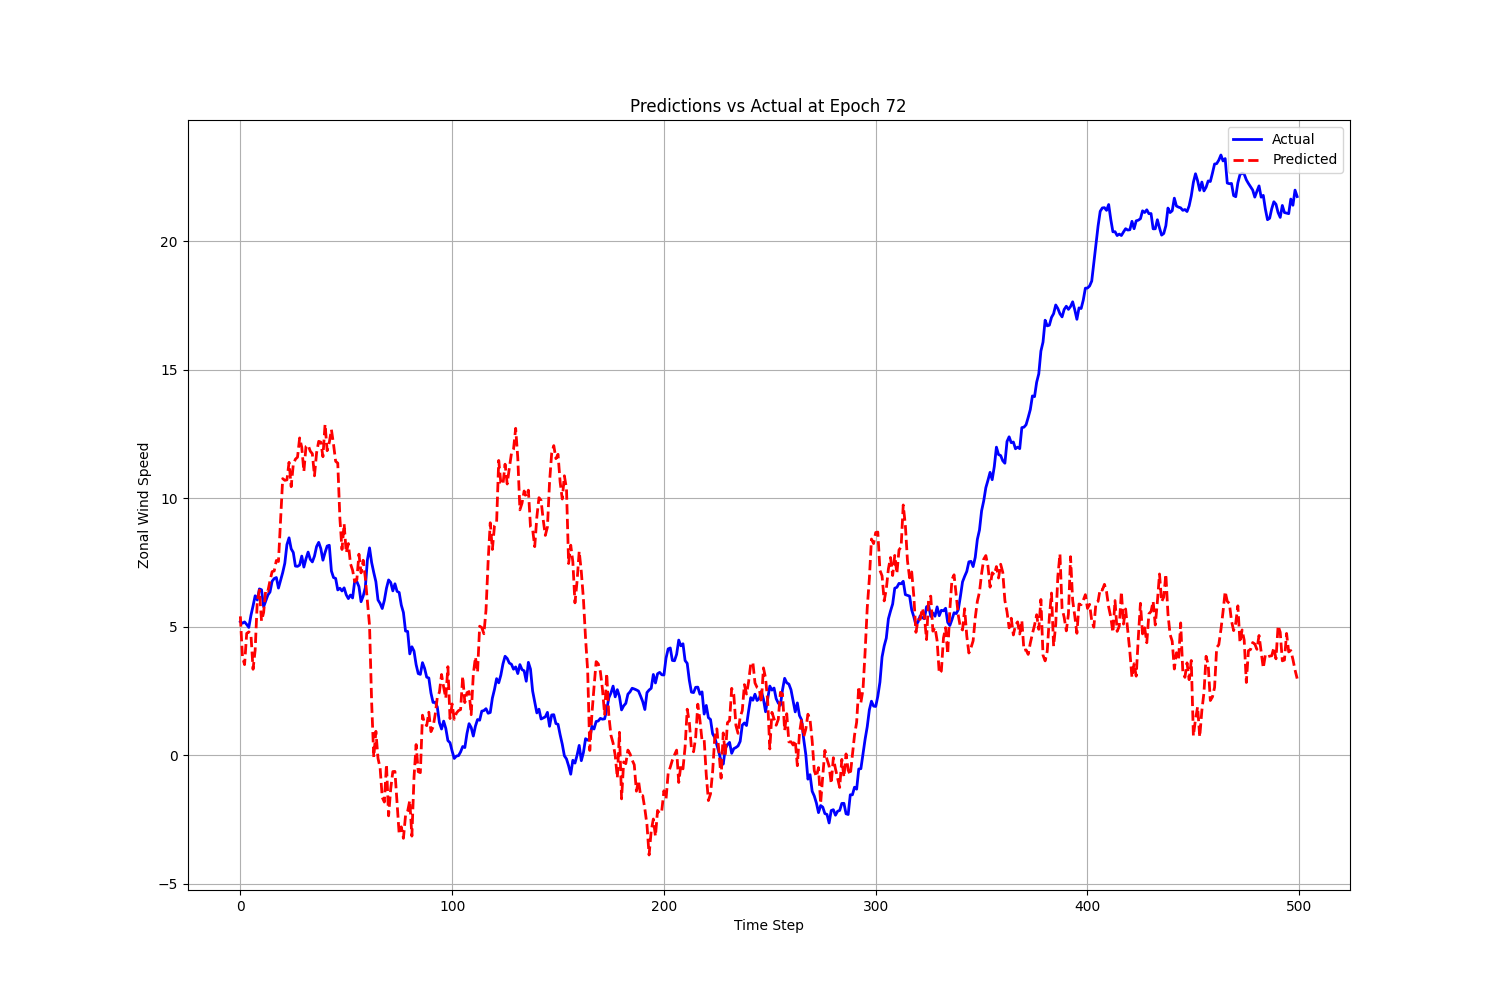 Predictions vs Actual at Epoch 72
Actual
Predicted
Zonal Wind Speed
20
15
10
5
0
−5
0 100 200 300 400 500
Time Step